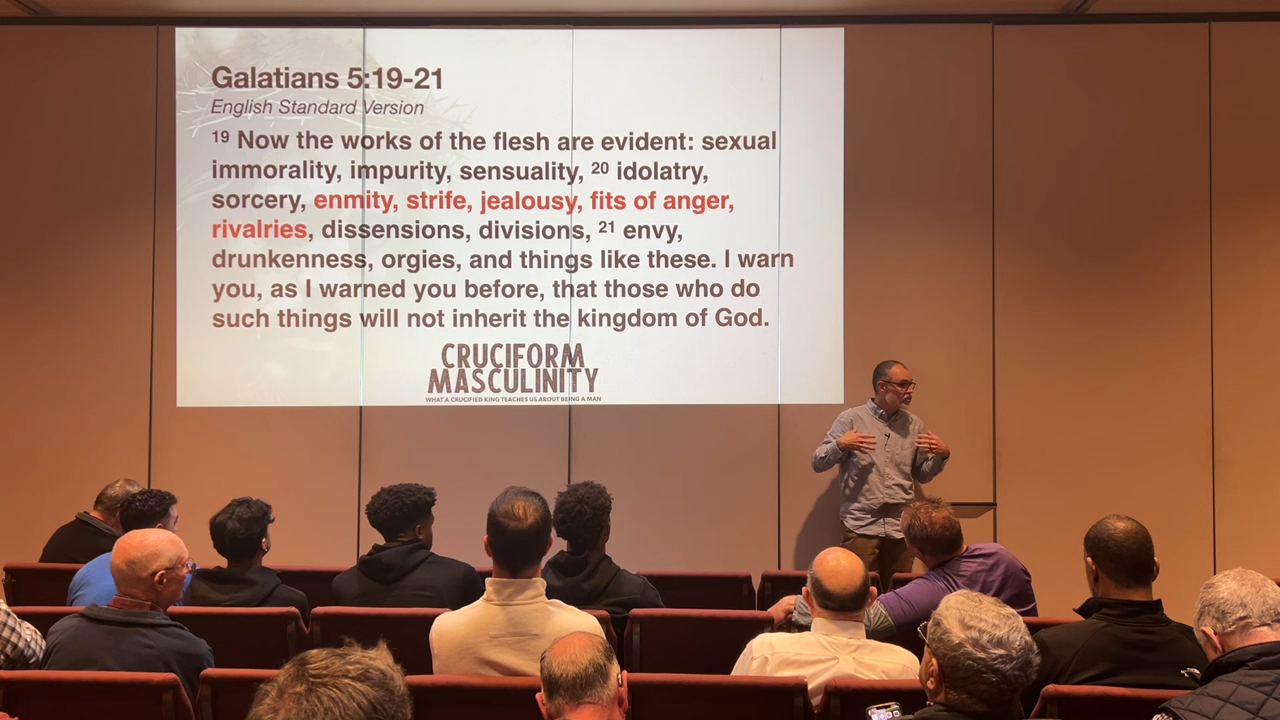 Galatians 5:19-21
English Standard Version
¹⁹ Now the works of the flesh are evident: sexual
immorality, impurity, sensuality, ²⁰ idolatry,
sorcery, enmity, strife, jealousy, fits of anger,
rivalries, dissensions, divisions, ²¹ envy,
drunkenness, orgies, and things like these. I warn
you, as I warned you before, that those who do
such things will not inherit the kingdom of God.
CRUCIFORM
MASCULINITY
WHAT A CRUCIFIED KING TEACHES US ABOUT BEING A MAN